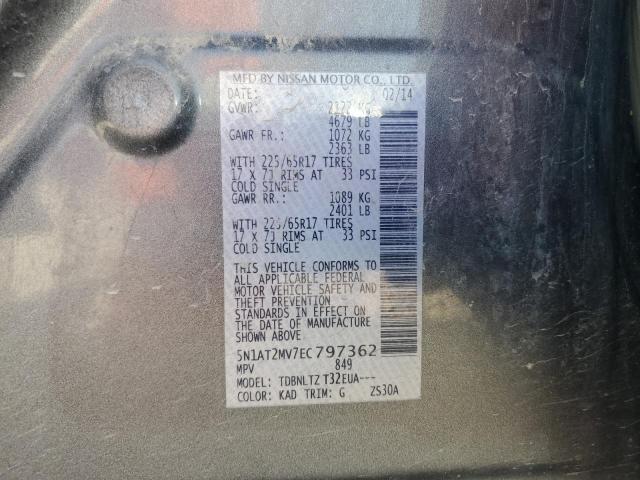 MFD BY NISSAN MOTOR CO., LTD.
DATE: 02/14
GVWR: 2122 KG
4679 LB
GAWR FR.: 1072 KG
2363 LB
WITH 225/65R17 TIRES
17 X 7J RIMS AT 33 PSI
COLD SINGLE
GAWR RR.: 1089 KG
2401 LB
WITH 225/65R17 TIRES
17 X 7J RIMS AT 33 PSI
COLD SINGLE
THIS VEHICLE CONFORMS TO
ALL APPLICABLE FEDERAL
MOTOR VEHICLE SAFETY AND
THEFT PREVENTION
STANDARDS IN EFFECT ON
THE DATE OF MANUFACTURE
SHOWN ABOVE
5N1AT2MV7EC797362
MPV 849
MODEL: TDBNLTZ T32EUA---
COLOR: KAD TRIM: G ZS30A